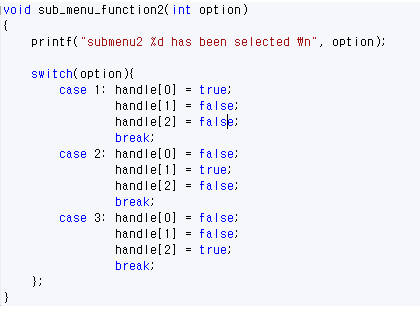 void sub_menu_function2(int option)
{
    printf("submenu2 %d has been selected ₩n", option);

    switch(option){
        case 1: handle[0] = true;
                handle[1] = false;
                handle[2] = false;
                break;
        case 2: handle[0] = false;
                handle[1] = true;
                handle[2] = false;
                break;
        case 3: handle[0] = false;
                handle[1] = false;
                handle[2] = true;
                break;
    };
}